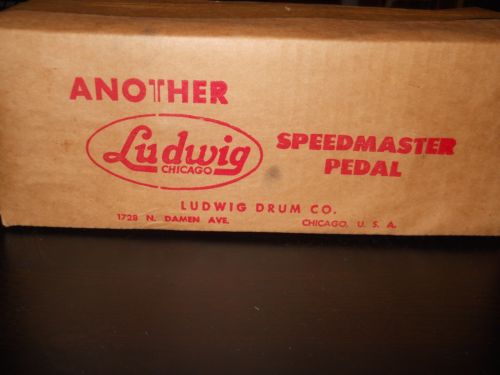 ANOTHER
Ludwig
CHICAGO
SPEEDMASTER
PEDAL
LUDWIG DRUM CO.
1728 N. DAMEN AVE. CHICAGO, U. S. A.